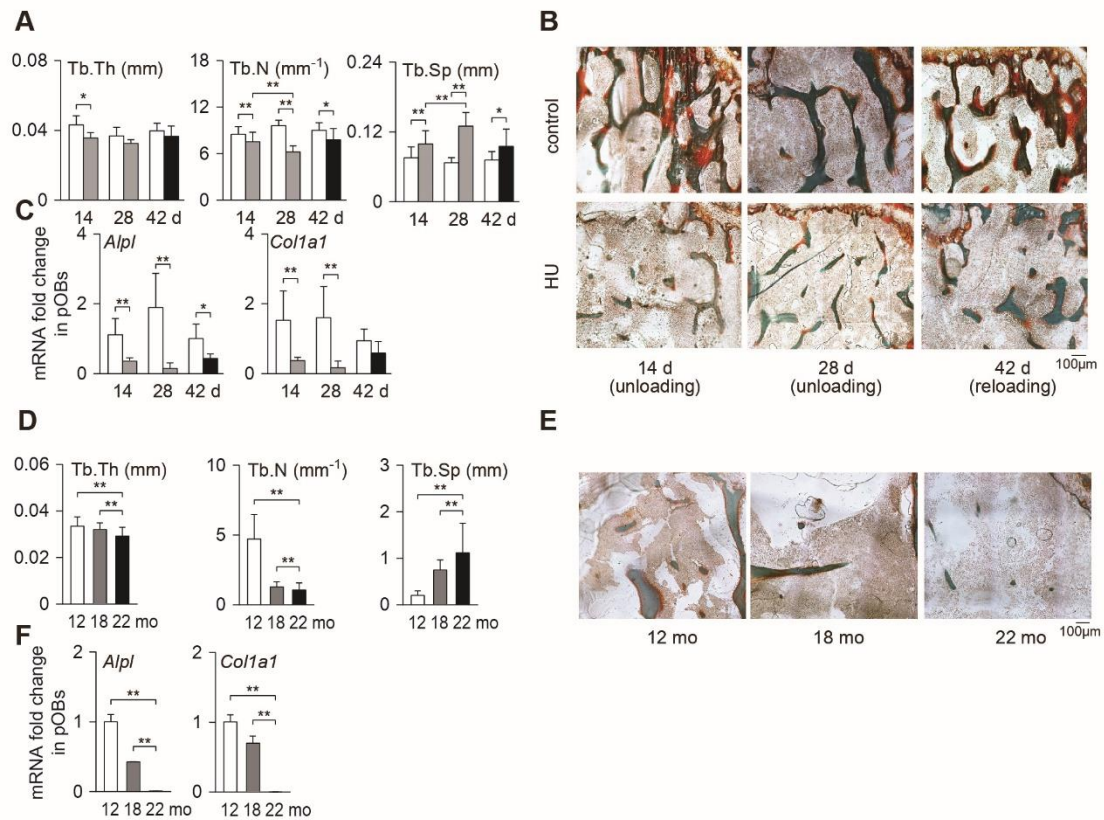 A
Tb.Th (mm)
0.08
0.04
0
*
14 28 42 d
Tb.N (mm⁻¹)
18
12
6
0
**
**
**
*
14 28 42 d
Tb.Sp (mm)
0.24
0.12
0
**
**
**
*
14 28 42 d
B
control
HU
14 d
(unloading)
28 d
(unloading)
42 d
(reloading)
100μm
C
mRNA fold change
in pOBs
Alpl
4
2
0
**
**
*
14 28 42 d
Col1a1
4
2
0
**
**
14 28 42 d
D
Tb.Th (mm)
0.06
0.04
0.02
0
**
**
12 18 22 mo
Tb.N (mm⁻¹)
10
5
0
**
**
12 18 22 mo
Tb.Sp (mm)
3
2
1
0
**
**
12 18 22 mo
E
12 mo
18 mo
22 mo
100μm
F
mRNA fold change
in pOBs
Alpl
2
1
0
**
**
12 18 22 mo
Col1a1
2
1
0
**
**
12 18 22 mo